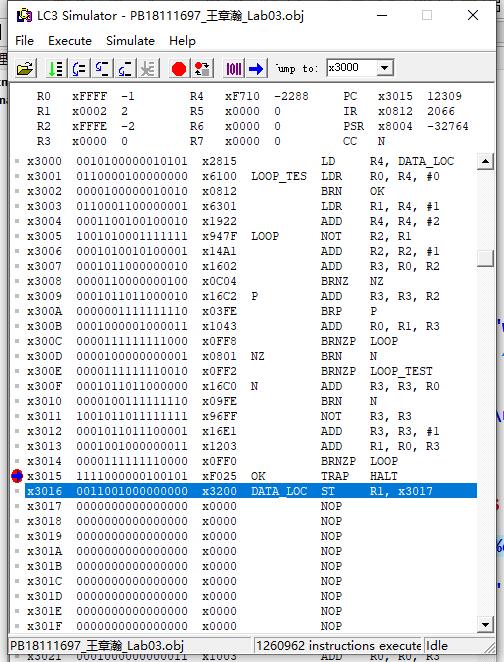 LC3 Simulator - PB18111697_王章瀚_Lab03.obj
File Execute Simulate Help
Jump to: x3000
R0 xFFFF -1 R4 xF710 -2288 PC x3015 12309
R1 x0002 2 R5 x0000 0 IR x0812 2066
R2 xFFFE -2 R6 x0000 0 PSR x8004 -32764
R3 x0000 0 R7 x0000 0 CC N
x3000 0010100000010101 x2815 LD R4, DATA_LOC
x3001 0110000100000000 x6100 LOOP_TES LDR R0, R4, #0
x3002 0000100000010010 x0812 BRN OK
x3003 0110001100000001 x6301 LDR R1, R4, #1
x3004 0001100100100010 x1922 ADD R4, R4, #2
x3005 1001010001111111 x947F LOOP NOT R2, R1
x3006 0001010010100001 x14A1 ADD R2, R2, #1
x3007 0001011000000010 x1602 ADD R3, R0, R2
x3008 0000110000000100 x0C04 BRNZ NZ
x3009 0001011011000010 x16C2 P ADD R3, R3, R2
x300A 0000001111111110 x03FE BRP P
x300B 0001000001000011 x1043 ADD R0, R1, R3
x300C 0000111111111000 x0FF8 BRNZP LOOP
x300D 0000100000000001 x0801 NZ BRN N
x300E 0000111111110010 x0FF2 BRNZP LOOP_TEST
x300F 0001011011000000 x16C0 N ADD R3, R3, R0
x3010 0000100111111110 x09FE BRN N
x3011 1001011011111111 x96FF NOT R3, R3
x3012 0001011011100001 x16E1 ADD R3, R3, #1
x3013 0001001000000011 x1203 ADD R1, R0, R3
x3014 0000111111110000 x0FF0 BRNZP LOOP
x3015 1111000000100101 xF025 OK TRAP HALT
x3016 0011001000000000 x3200 DATA_LOC ST R1, x3017
x3017 0000000000000000 x0000 NOP
x3018 0000000000000000 x0000 NOP
x3019 0000000000000000 x0000 NOP
x301A 0000000000000000 x0000 NOP
x301B 0000000000000000 x0000 NOP
x301C 0000000000000000 x0000 NOP
x301D 0000000000000000 x0000 NOP
x301E 0000000000000000 x0000 NOP
x301F 0000000000000000 x0000 NOP
PB18111697_王章瀚_Lab03.obj 1260962 instructions execute Idle